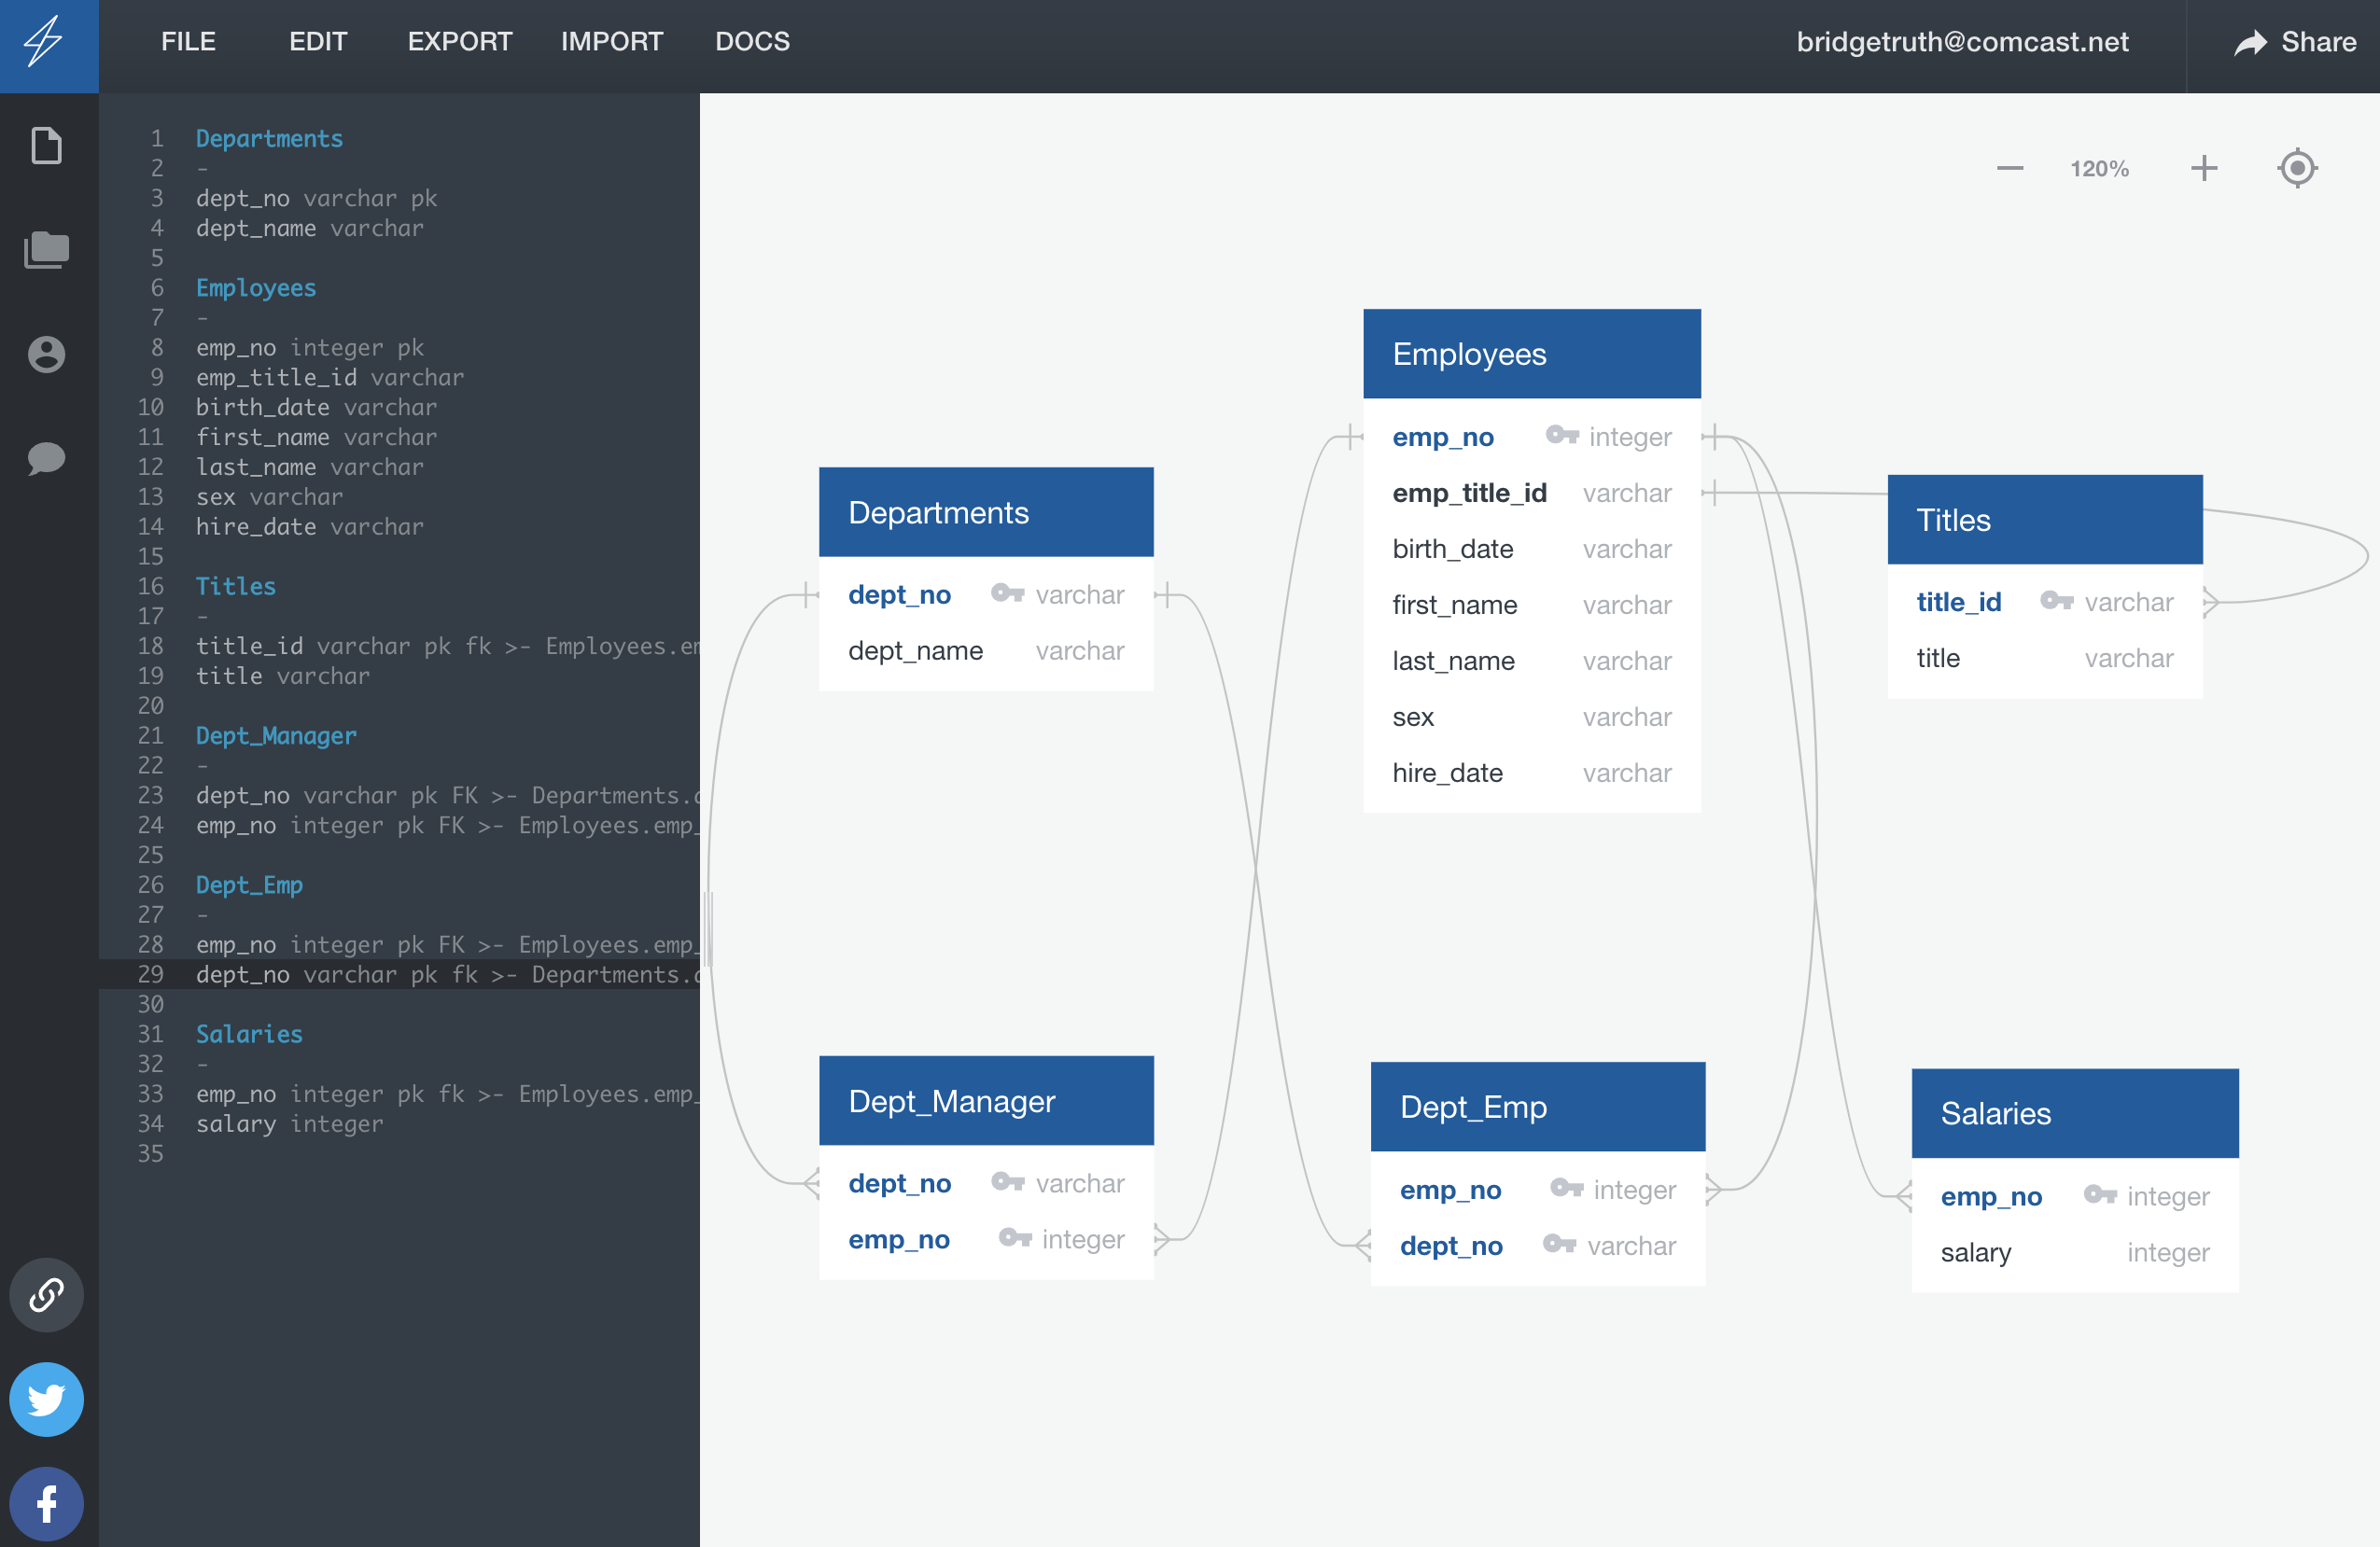 FILE EDIT EXPORT IMPORT DOCS bridgetruth@comcast.net Share
1 Departments
2 -
3 dept_no varchar pk
4 dept_name varchar
5
6 Employees
7 -
8 emp_no integer pk
9 emp_title_id varchar
10 birth_date varchar
11 first_name varchar
12 last_name varchar
13 sex varchar
14 hire_date varchar
15
16 Titles
17 -
18 title_id varchar pk fk >- Employees.em
19 title varchar
20
21 Dept_Manager
22 -
23 dept_no varchar pk FK >- Departments.
24 emp_no integer pk FK >- Employees.emp_
25
26 Dept_Emp
27 -
28 emp_no integer pk FK >- Employees.emp_
29 dept_no varchar pk fk >- Departments.
30
31 Salaries
32 -
33 emp_no integer pk fk >- Employees.emp_
34 salary integer
35
120%
Employees
emp_no integer
emp_title_id varchar
birth_date varchar
first_name varchar
last_name varchar
sex varchar
hire_date varchar
Departments
dept_no varchar
dept_name varchar
Titles
title_id varchar
title varchar
Dept_Manager
dept_no varchar
emp_no integer
Dept_Emp
emp_no integer
dept_no varchar
Salaries
emp_no integer
salary integer